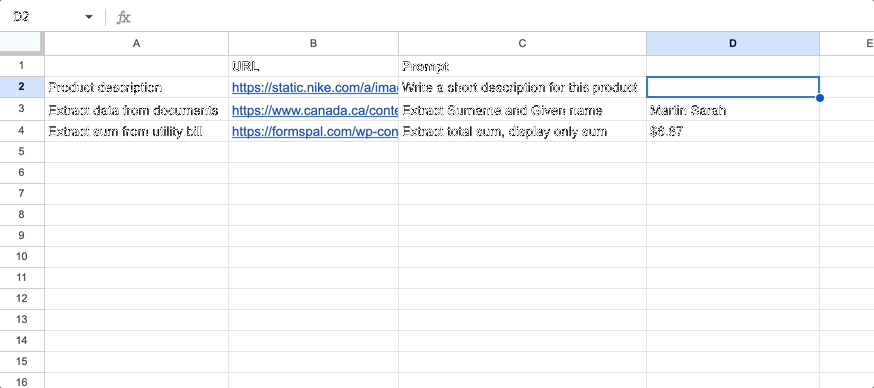 D2 fx
A B C D E
1 URL Prompt
2 Product description https://static.nike.com/a/ima Write a short description for this product
3 Extract data from documents https://www.canada.ca/conte Extract Surname and Given name Martin Sarah
4 Extract sum from utility bill https://formspal.com/wp-con Extract total sum, display only sum
5
6
7
8
9
10
11
12
13
14
15
16